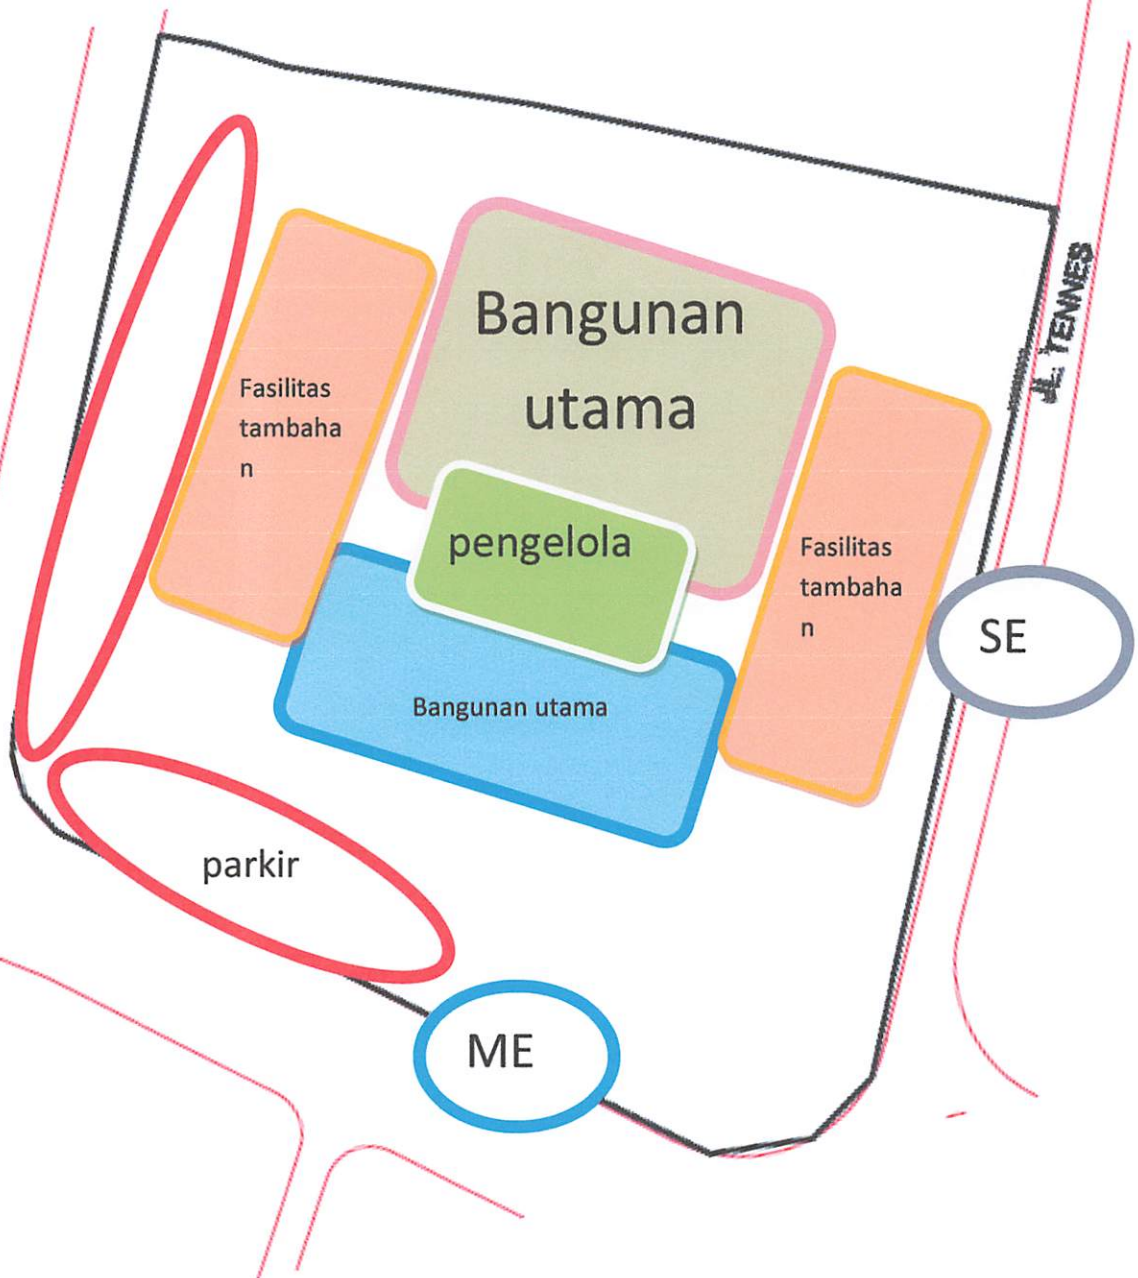 Bangunan
utama
JL. TENNES
Fasilitas
tambaha
n
pengelola
Fasilitas
tambaha
n
SE
Bangunan utama
parkir
ME